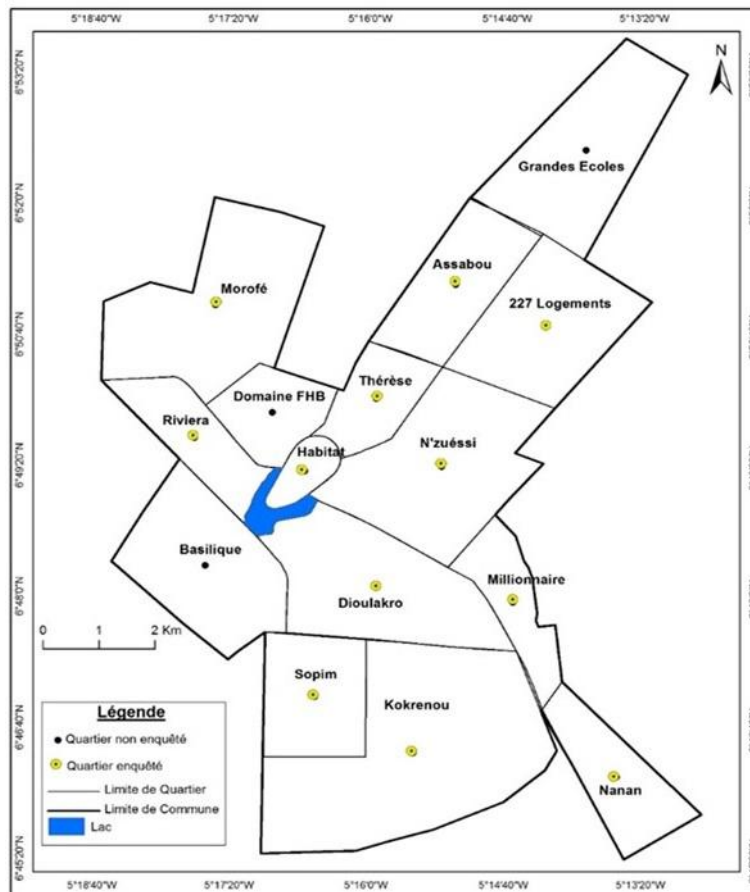 5°18'40"O 5°17'20"O 5°16'0"O 5°14'40"O 5°13'20"O
N
6°53'20"N
Grandes Ecoles
6°52'0"N
Assabou
Morofé
227 Logements
6°50'40"N
Thérèse
Domaine FHB
Riviera
N'zuéssi
Habitat
6°49'20"N
Basilique
Millionnaire
6°48'0"N
Dioulakro
0 1 2 Km
Sopim
Kokrenou
6°46'40"N
Nanan
Légende
Quartier non enquêté
Quartier enquêté
Limite de Quartier
Limite de Commune
Lac
6°45'20"N
5°18'40"O 5°17'20"O 5°16'0"O 5°14'40"O 5°13'20"O